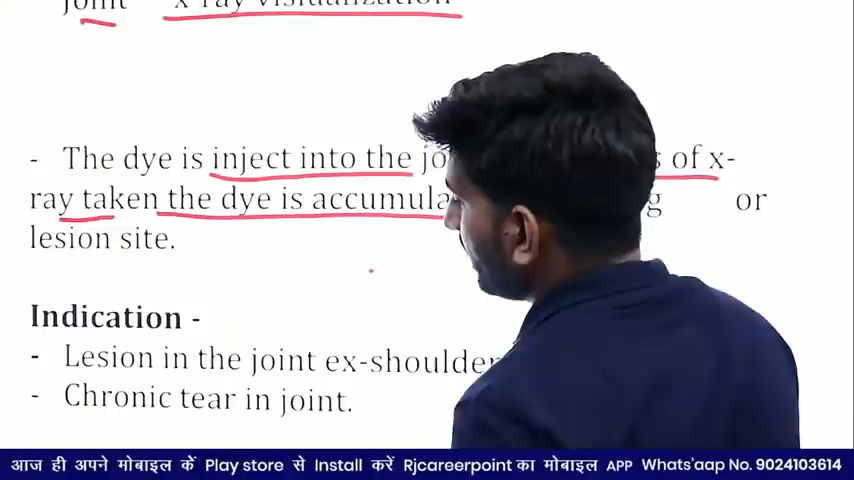 joint x-ray visualization
- The dye is inject into the jo s of x-
ray taken the dye is accumula g or
lesion site.
Indication -
- Lesion in the joint ex-shoulder
- Chronic tear in joint.
आज ही अपने मोबाइल कें Play store से Install करें Rjcareerpoint का मोबाइल APP Whats'aap No. 9024103614